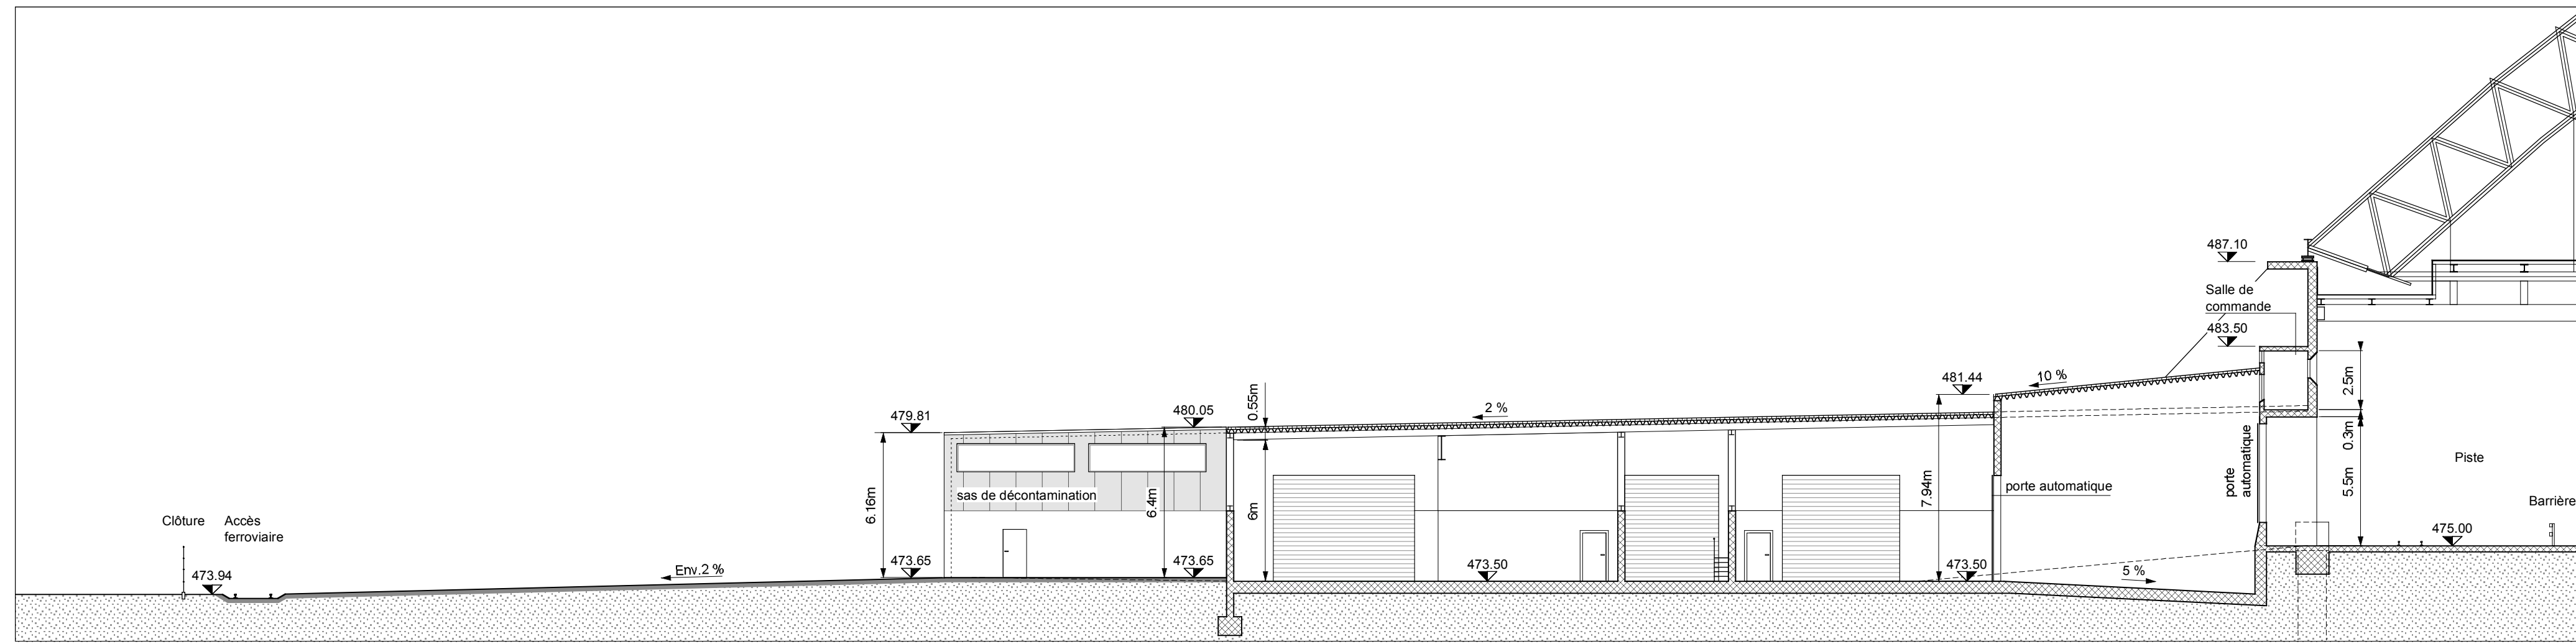 487.10
Salle de
commande
483.50
481.44
10 %
2.5m
0.3m
5.5m
479.81
480.05
0.55m
2 %
6.16m
sas de décontamination
6.4m
6m
7.94m
porte automatique
porte
automatique
Piste
Barrière
475.00
Clôture
Accès
ferroviaire
473.94
Env.2 %
473.65
473.65
473.50
473.50
5 %